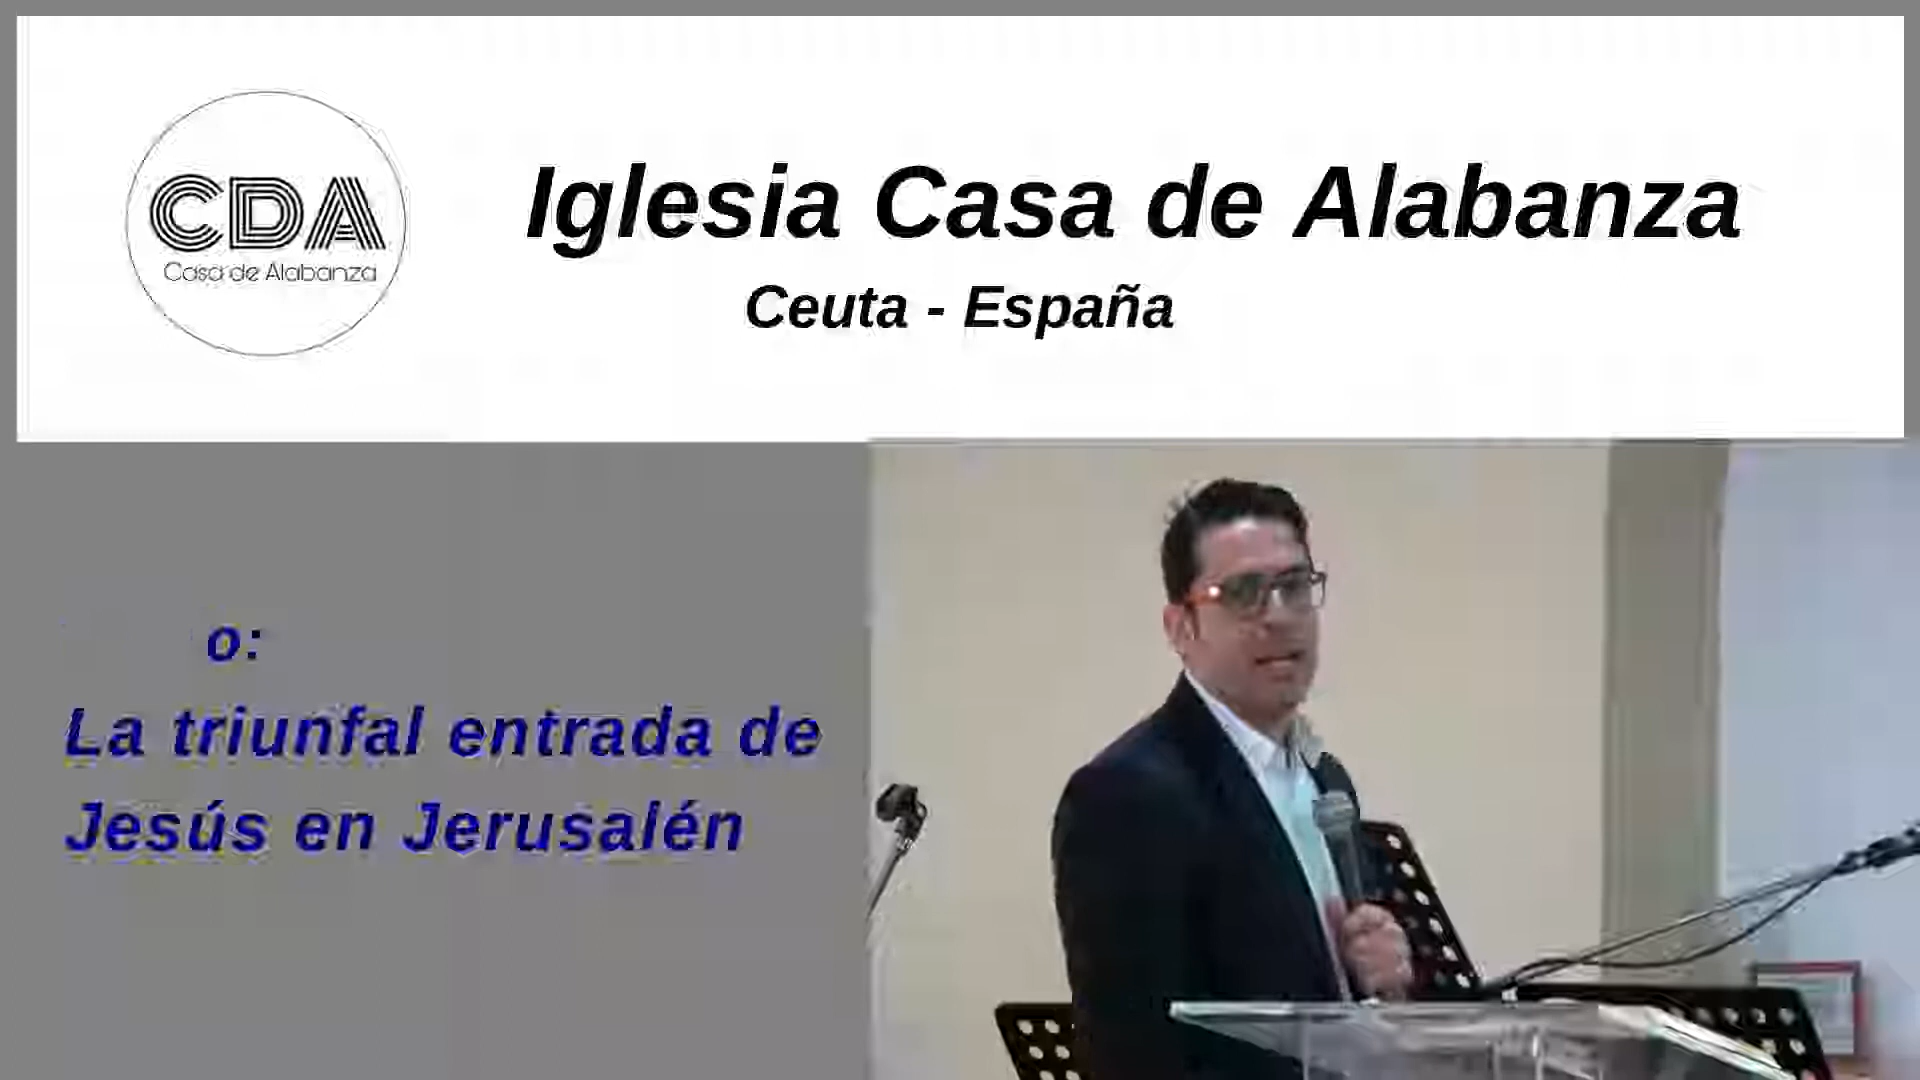 CDA
Casa de Alabanza
Iglesia Casa de Alabanza
Ceuta - España
o:
La triunfal entrada de
Jesús en Jerusalén